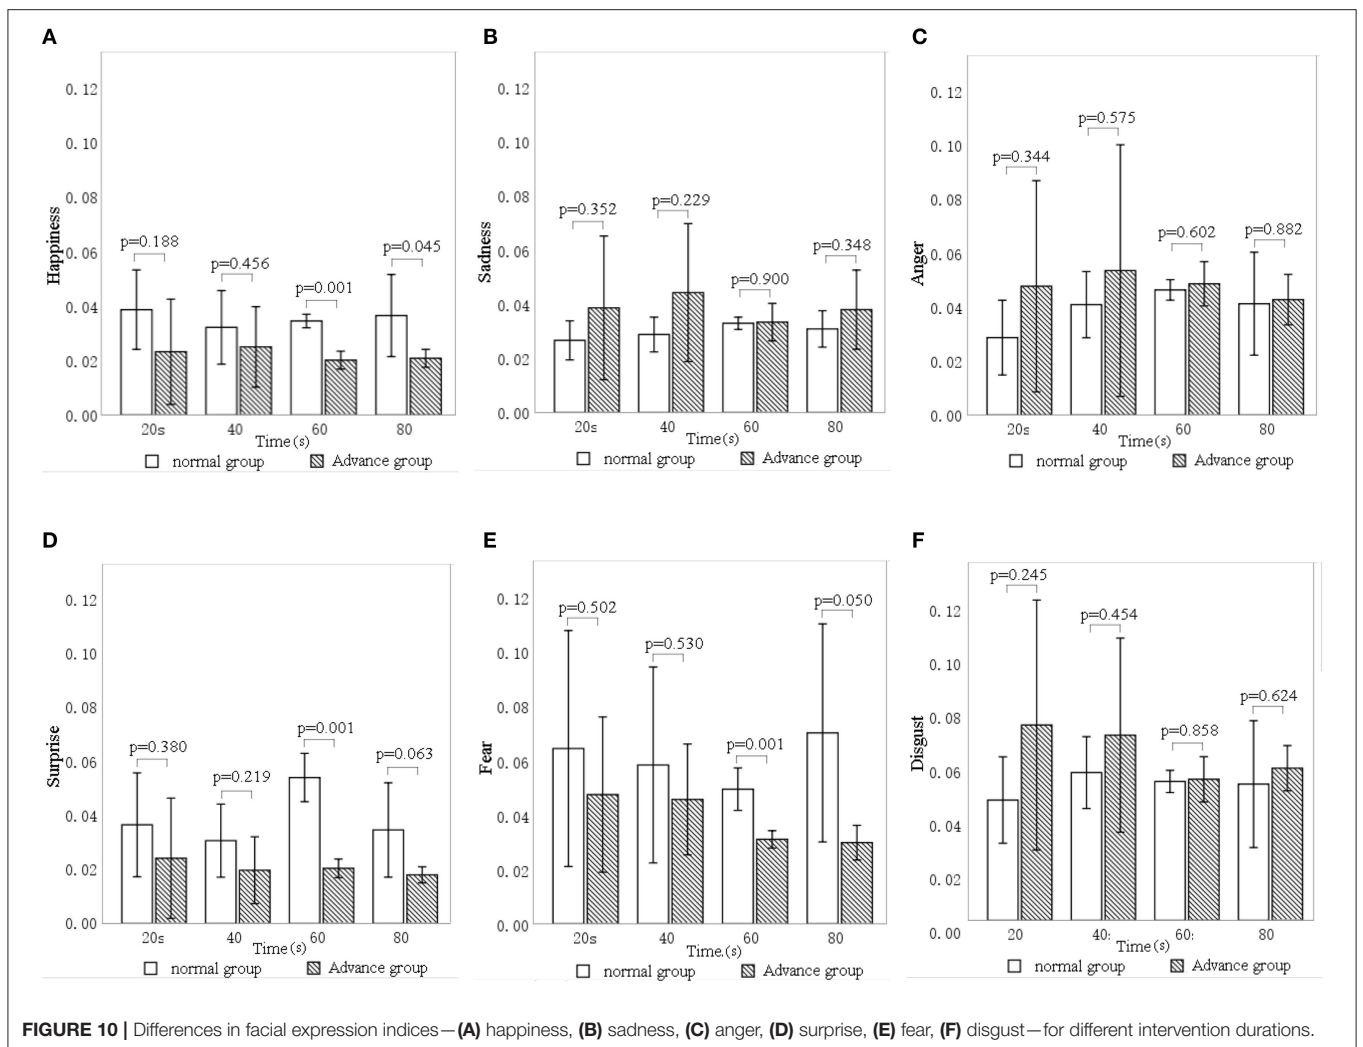 A
0.12
0.10
0.08
0.06
0.04
0.02
0.00
Happiness
p=0.188
p=0.456
p=0.001
p=0.045
20s 40 60 80
Time(s)
normal group Advance group
B
0.12
0.10
0.08
0.06
0.04
0.02
0.00
Sadness
p=0.352
p=0.229
p=0.900
p=0.348
20s 40 60 80
Time(s)
normal group Advance group
C
0.12
0.10
0.08
0.06
0.04
0.02
0.00
Anger
p=0.344
p=0.575
p=0.602
p=0.882
20s 40 60 80
Time(s)
normal group Advance group
D
0.12
0.10
0.08
0.06
0.04
0.02
0.00
Surprise
p=0.380
p=0.219
p=0.001
p=0.063
20s 40 60 80
Time(s)
normal group Advance group
E
0.12
0.10
0.08
0.06
0.04
0.02
0.00
Fear
p=0.502
p=0.530
p=0.001
p=0.050
20s 40 60 80
Time.(s)
normal group Advance group
F
0.12
0.10
0.08
0.06
0.04
0.02
0.00
Disgust
p=0.245
p=0.454
p=0.858
p=0.624
20 40: 60: 80
Time(s)
normal group Advance group
FIGURE 10 | Differences in facial expression indices—(A) happiness, (B) sadness, (C) anger, (D) surprise, (E) fear, (F) disgust—for different intervention durations.